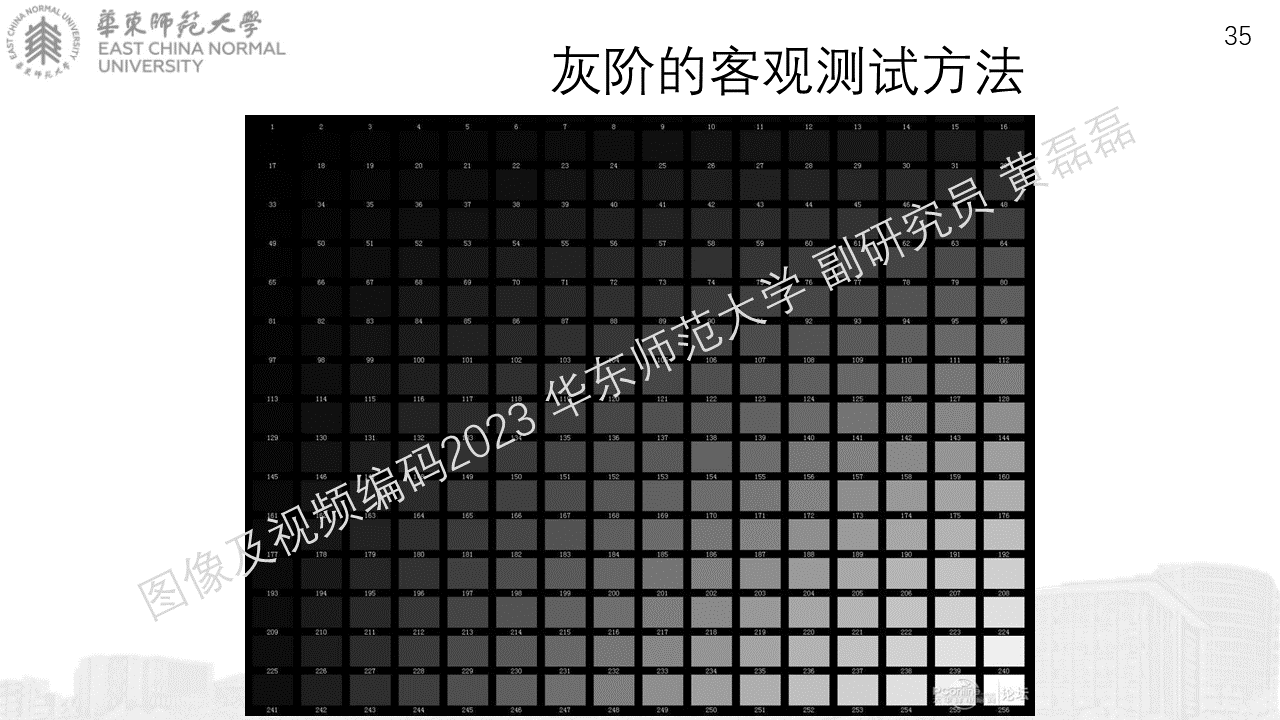 華東師範大學
EAST CHINA NORMAL
UNIVERSITY
EAST CHINA NORMAL UNIVERSITY
華東师范大学
35
灰阶的客观测试方法
1 2 3 4 5 6 7 8 9 10 11 12 13 14 15 16
17 18 19 20 21 22 23 24 25 26 27 28 29 30 31 32
33 34 35 36 37 38 39 40 41 42 43 44 45 46 47 48
49 50 51 52 53 54 55 56 57 58 59 60 61 62 63 64
65 66 67 68 69 70 71 72 73 74 75 76 77 78 79 80
81 82 83 84 85 86 87 88 89 90 91 92 93 94 95 96
97 98 99 100 101 102 103 104 105 106 107 108 109 110 111 112
113 114 115 116 117 118 119 120 121 122 123 124 125 126 127 128
129 130 131 132 133 134 135 136 137 138 139 140 141 142 143 144
145 146 148 149 150 151 152 153 154 155 156 157 158 159 160
161 162 163 164 165 166 167 168 169 170 171 172 173 174 175 176
177 178 179 180 181 182 183 184 185 186 187 188 189 190 191 192
193 194 195 196 197 198 199 200 201 202 203 204 205 206 207 208
209 210 211 212 213 214 215 216 217 218 219 220 221 222 223 224
225 226 227 228 229 230 231 232 233 234 235 236 237 238 239 240
241 242 243 244 245 246 247 248 249 250 251 252 253 254 255 256
图像及视频编码2023 华东师范大学 副研究员 黄磊磊
PConline 论坛